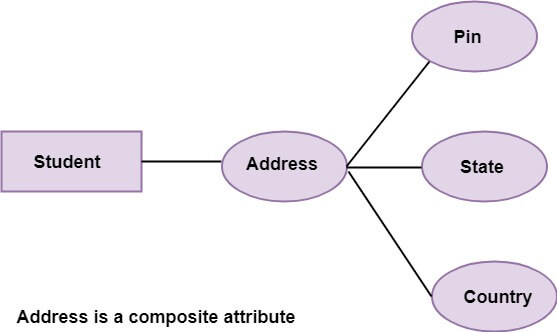 Pin
Student
Address
State
Country
Address is a composite attribute